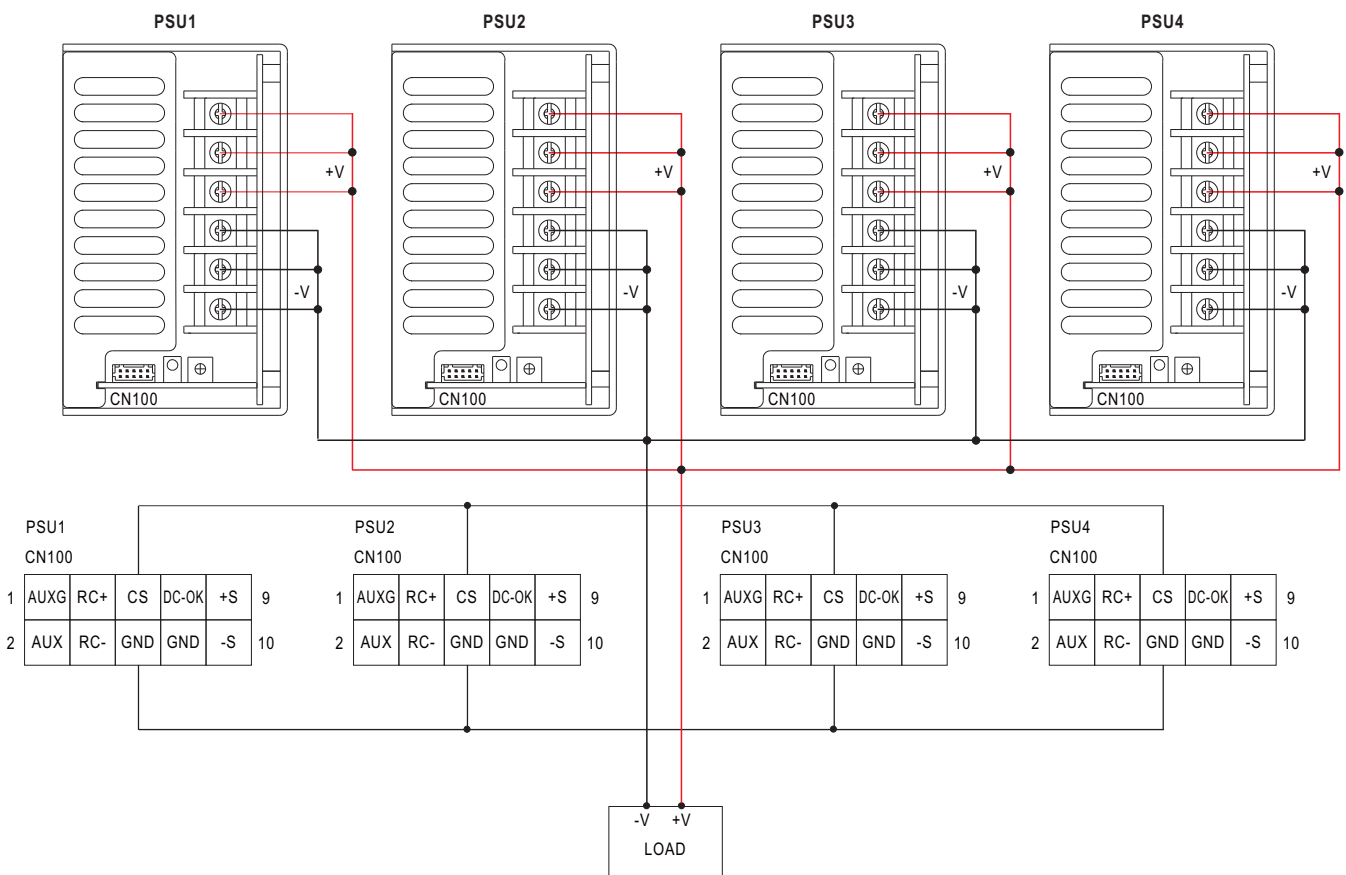 PSU1 PSU2 PSU3 PSU4
+V +V +V +V
-V -V -V -V
CN100 CN100 CN100 CN100
PSU1 PSU2 PSU3 PSU4
CN100 CN100 CN100 CN100
1 AUXG RC+ CS DC-OK +S 9 1 AUXG RC+ CS DC-OK +S 9 1 AUXG RC+ CS DC-OK +S 9 1 AUXG RC+ CS DC-OK +S 9
2 AUX RC- GND GND -S 10 2 AUX RC- GND GND -S 10 2 AUX RC- GND GND -S 10 2 AUX RC- GND GND -S 10
-V +V
LOAD